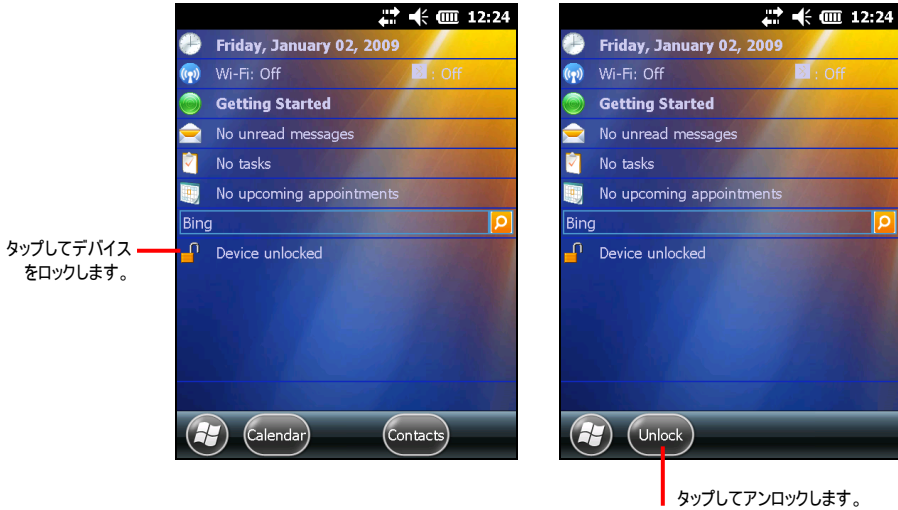 12:24
Friday, January 02, 2009
Wi-Fi: Off : Off
Getting Started
No unread messages
No tasks
No upcoming appointments
Bing
Device unlocked
Calendar
Contacts
タップしてデバイス
をロックします。
12:24
Friday, January 02, 2009
Wi-Fi: Off : Off
Getting Started
No unread messages
No tasks
No upcoming appointments
Bing
Device unlocked
Unlock
タップしてアンロックします。